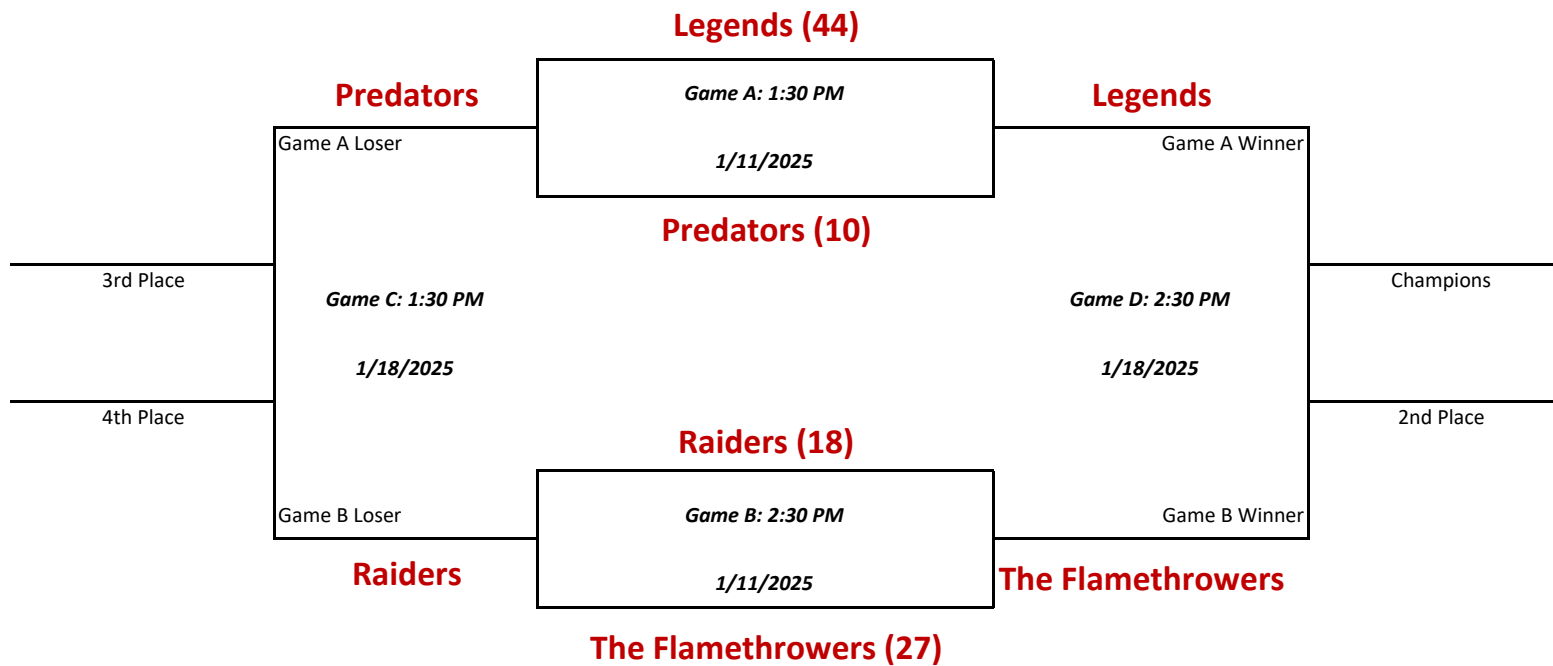 Legends (44)
Predators
Game A: 1:30 PM
Legends
Game A Loser
Game A Winner
1/11/2025
Predators (10)
3rd Place
Champions
Game C: 1:30 PM
Game D: 2:30 PM
1/18/2025
1/18/2025
4th Place
2nd Place
Raiders (18)
Game B Loser
Game B: 2:30 PM
Game B Winner
Raiders
1/11/2025
The Flamethrowers
The Flamethrowers (27)